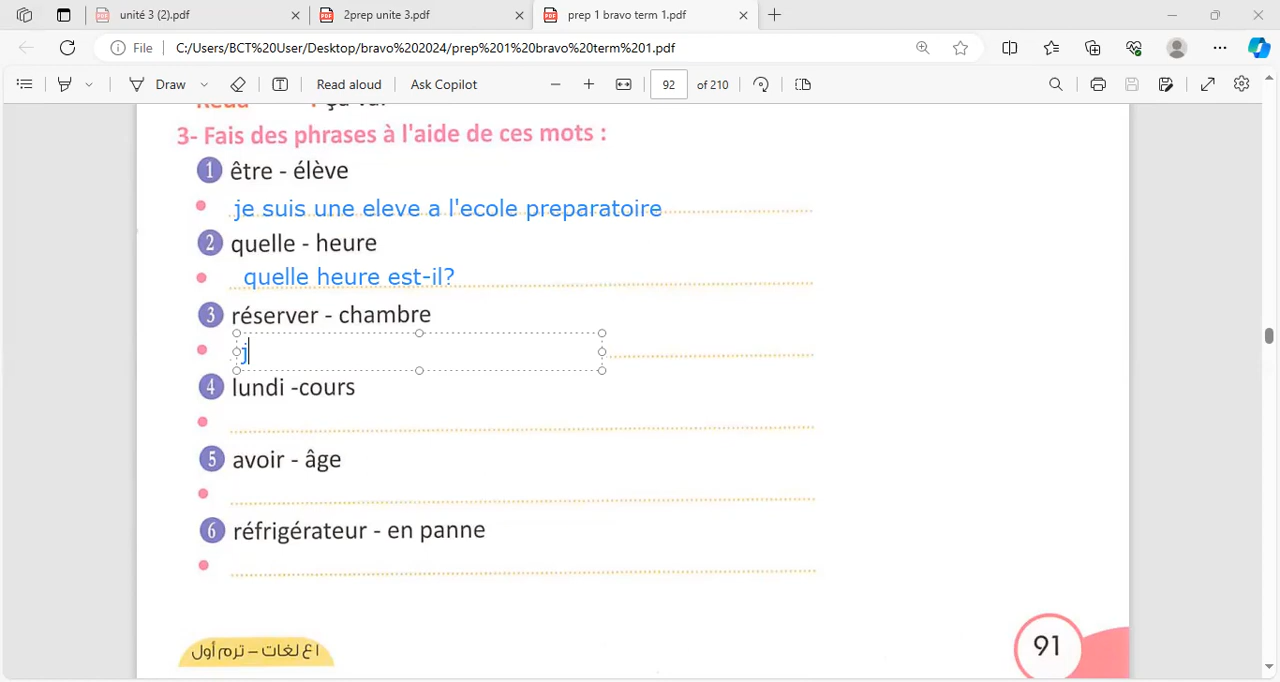 unité 3 (2).pdf
2prep unite 3.pdf
prep 1 bravo term 1.pdf
File
C:/Users/BCT%20User/Desktop/bravo%202024/prep%201%20bravo%20term%201.pdf
Draw
Read aloud
Ask Copilot
92 of 210
3- Fais des phrases à l'aide de ces mots :
1 être - élève
je suis une eleve a l'ecole preparatoire
2 quelle - heure
quelle heure est-il?
3 réserver - chambre
j
4 lundi -cours
5 avoir - âge
6 réfrigérateur - en panne
١ ع لغات - ترم أول
91